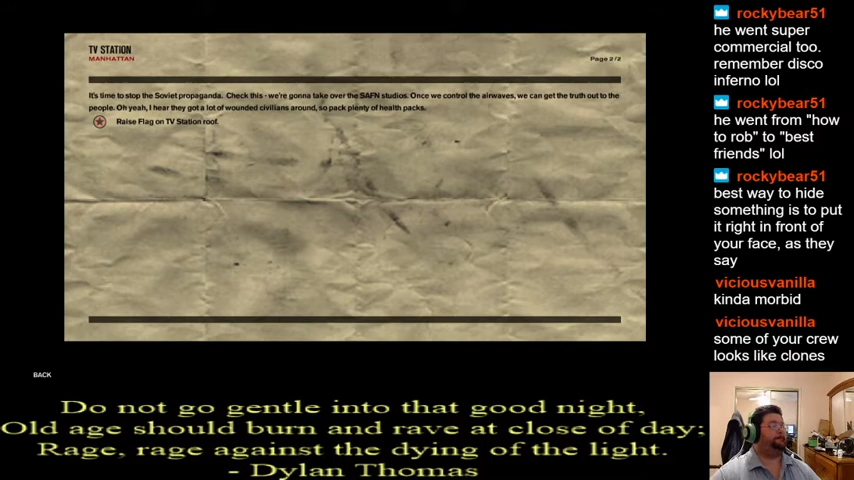 TV STATION
MANHATTAN
Page 2/2
It's time to stop the Soviet propaganda. Check this - we're gonna take over the SAFN studios. Once we control the airwaves, we can get the truth out to the
people. Oh yeah, I hear they got a lot of wounded civilians around, so pack plenty of health packs.
Raise Flag on TV Station roof.
BACK
Do not go gentle into that good night,
Old age should burn and rave at close of day;
Rage, rage against the dying of the light.
- Dylan Thomas
rockybear51
he went super
commercial too.
remember disco
inferno lol
rockybear51
he went from "how
to rob" to "best
friends" lol
rockybear51
best way to hide
something is to put
it right in front of
your face, as they
say
viciousvanilla
kinda morbid
viciousvanilla
some of your crew
looks like clones